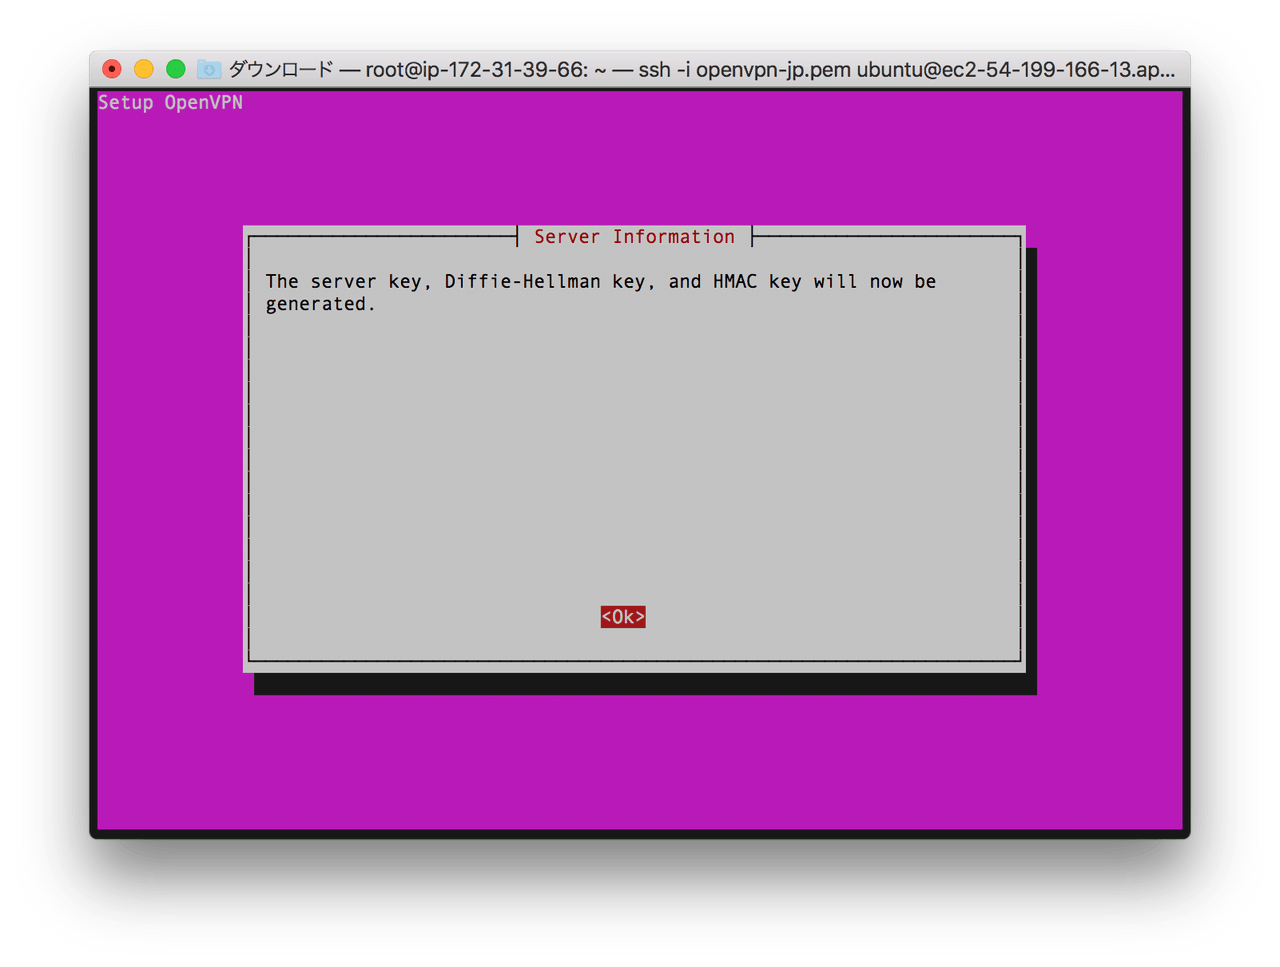 ダウンロード — root@ip-172-31-39-66: ~ — ssh -i openvpn-jp.pem ubuntu@ec2-54-199-166-13.ap...
Setup OpenVPN
Server Information
The server key, Diffie-Hellman key, and HMAC key will now be
generated.
<Ok>